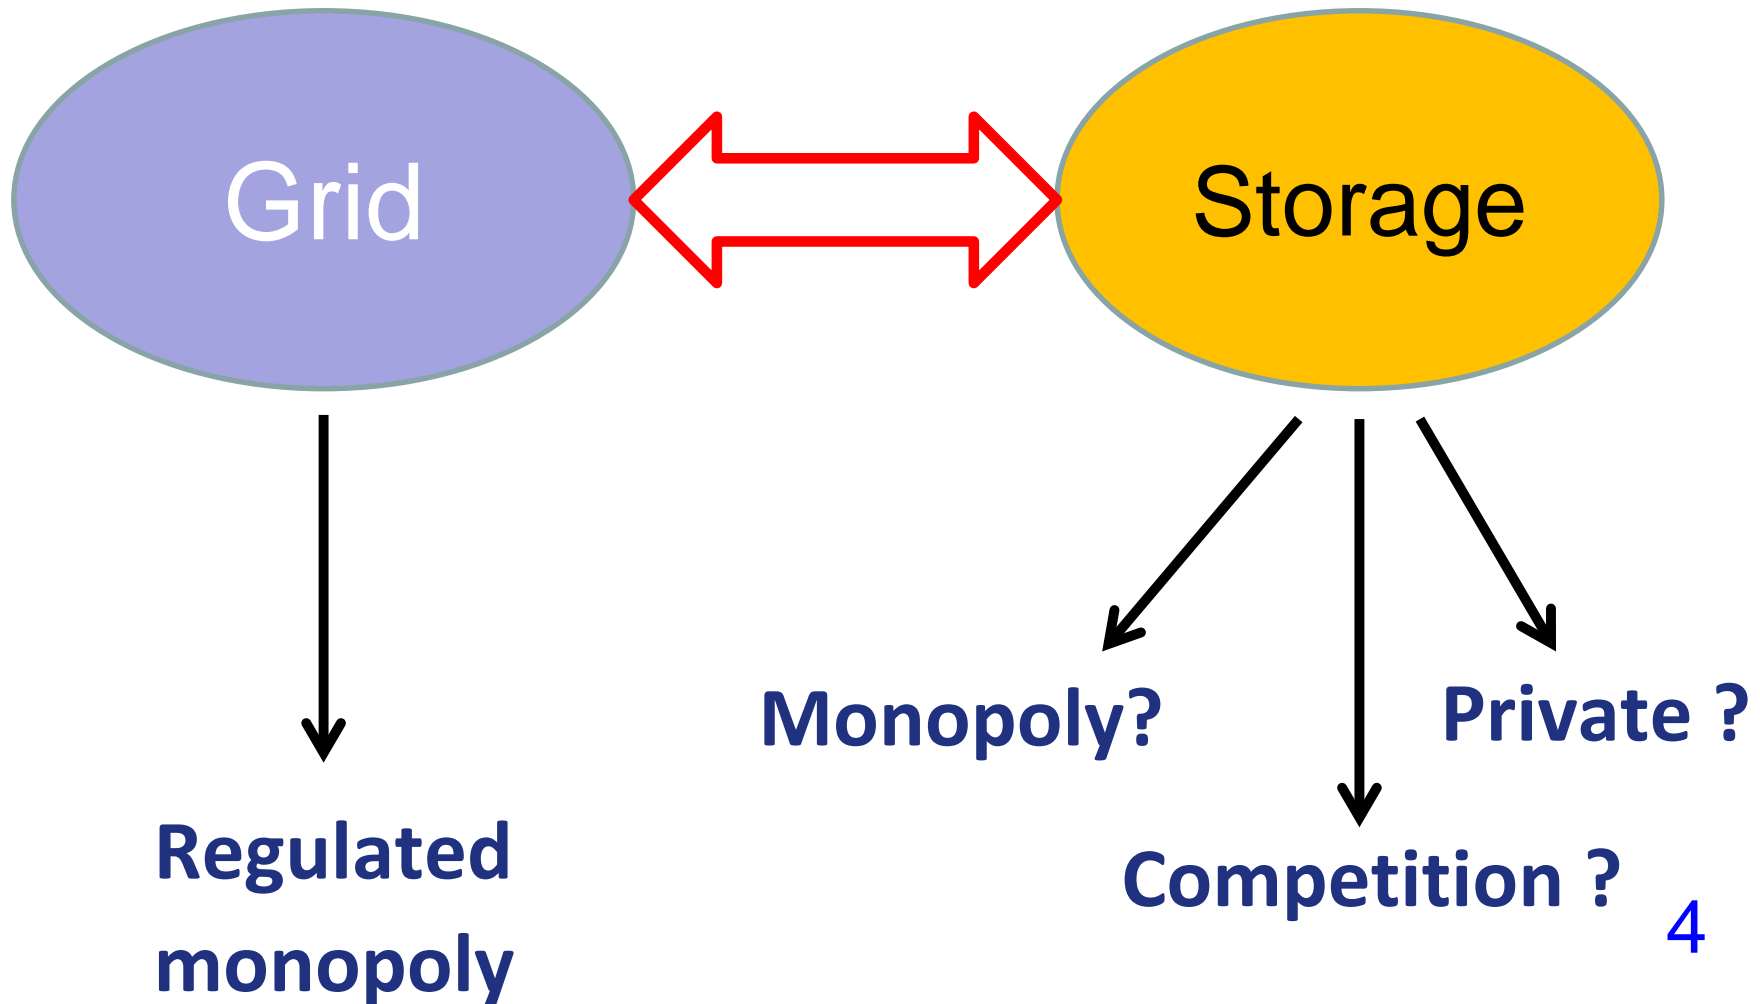 Grid
Storage
Monopoly?
Private ?
Regulated
monopoly
Competition ?
4